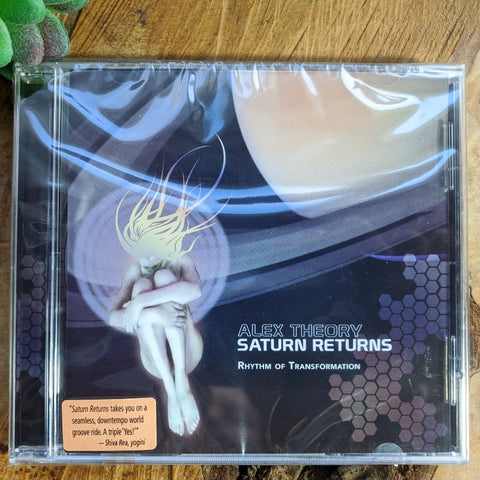 ALEX THEORY
SATURN RETURNS
RHYTHM OF TRANSFORMATION
"Saturn Returns takes you on a
seamless, downtempo world
groove ride. A triple 'Yes!'"
— Shiva Rea, yogini